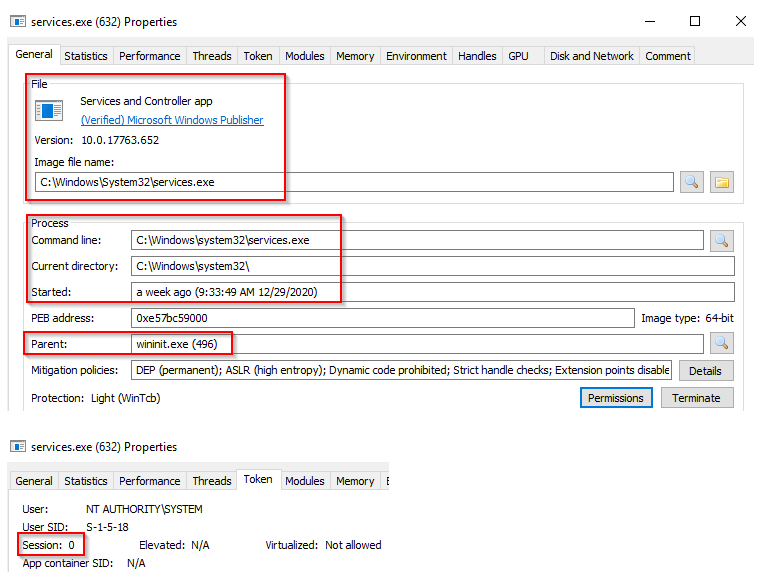 services.exe (632) Properties
General Statistics Performance Threads Token Modules Memory Environment Handles GPU Disk and Network Comment
File
Services and Controller app
(Verified) Microsoft Windows Publisher
Version: 10.0.17763.652
Image file name:
C:\Windows\System32\services.exe
Process
Command line: C:\Windows\system32\services.exe
Current directory: C:\Windows\system32\
Started: a week ago (9:33:49 AM 12/29/2020)
PEB address: 0xe57bc59000 Image type: 64-bit
Parent: wininit.exe (496)
Mitigation policies: DEP (permanent); ASLR (high entropy); Dynamic code prohibited; Strict handle checks; Extension points disable Details
Protection: Light (WinTcb) Permissions Terminate
services.exe (632) Properties
General Statistics Performance Threads Token Modules Memory
User: NT AUTHORITY\SYSTEM
User SID: S-1-5-18
Session: 0 Elevated: N/A Virtualized: Not allowed
App container SID: N/A